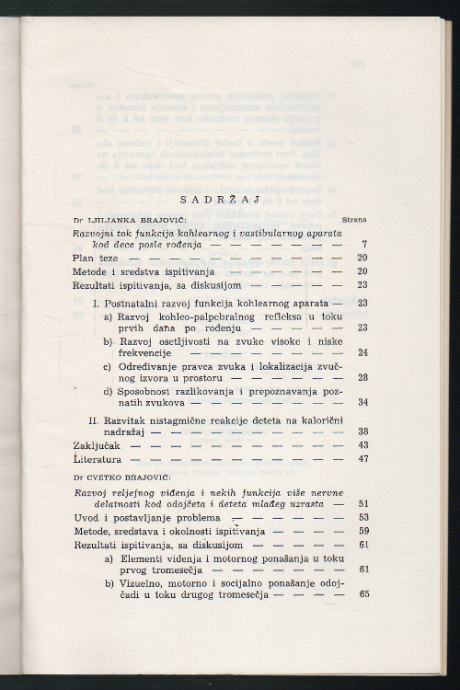 SADRŽAJ
Dr LJILJANKA BRAJOVIĆ: Strana
Razvojni tok funkcija kohlearnog i vestibularnog aparata
kod dece posle rođenja — — — — — — — 7
Plan teze — — — — — — — — — — — — 20
Metode i sredstva ispitivanja — — — — — — — 20
Rezultati ispitivanja, sa diskusijom — — — — — 23
I. Postnatalni razvoj funkcija kohlearnog aparata — 23
a) Razvoj kohleo-palpebralnog refleksa u toku
prvih dana po rođenju — — — — — 23
b) Razvoj osetljivosti na zvuke visoke i niske
frekvencije — — — — — — — 24
c) Određivanje pravca zvuka i lokalizacija zvuč-
nog izvora u prostoru — — — — — 28
d) Sposobnost razlikovanja i prepoznavanja poz-
natih zvukova — — — — — — — 34
II. Razvitak nistagmične reakcije deteta na kalorični
nadražaj — — — — — — — — — 38
Zaključak — — — — — — — — — — — — 43
Literatura — — — — — — — — — — — — 47
Dr CVETKO BRAJOVIĆ:
Razvoj reljefnog viđenja i nekih funkcija više nervne
delatnosti kod odojčeta i deteta mlađeg uzrasta — 51
Uvod i postavljanje problema — — — — — — 53
Metode, sredstava i okolnosti ispitivanja — — — — 59
Rezultati ispitivanja, sa diskusijom — — — — — 61
a) Elementi viđenja i motornog ponašanja u toku
prvog tromesečja — — — — — — — 61
b) Vizuelno, motorno i socijalno ponašanje odoj-
čadi u toku drugog tromesečja — — — — 65